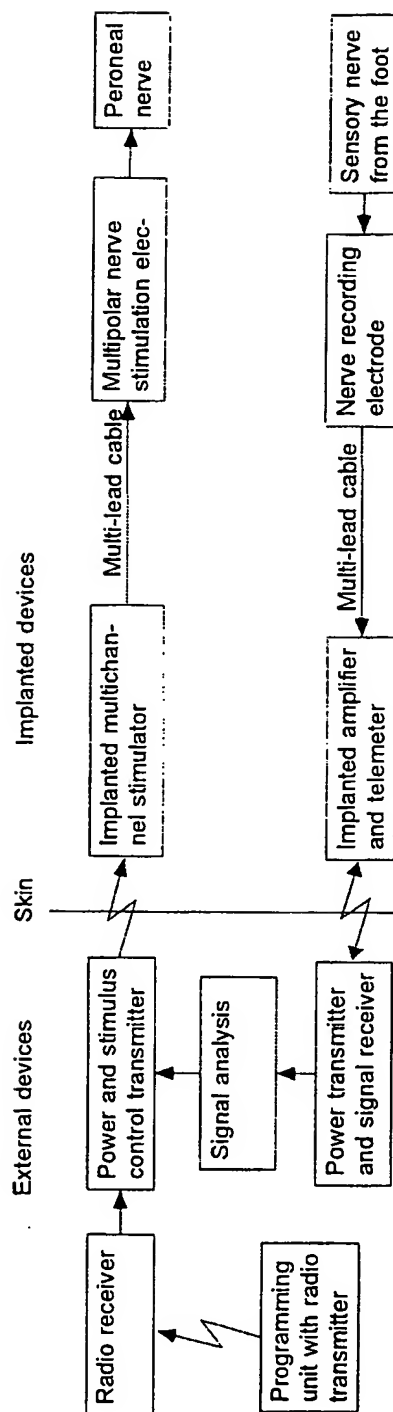 External devices
Skin
Implanted devices
Radio receiver
Power and stimulus
control transmitter
Implanted multichan-
nel stimulator
Multi-lead cable
Multipolar nerve
stimulation elec-
Peroneal
nerve
Signal analysis
Programming
unit with radio
transmitter
Power transmitter
and signal receiver
Implanted amplifier
and telemeter
Multi-lead cable
Nerve recording
electrode
Sensory nerve
from the foot